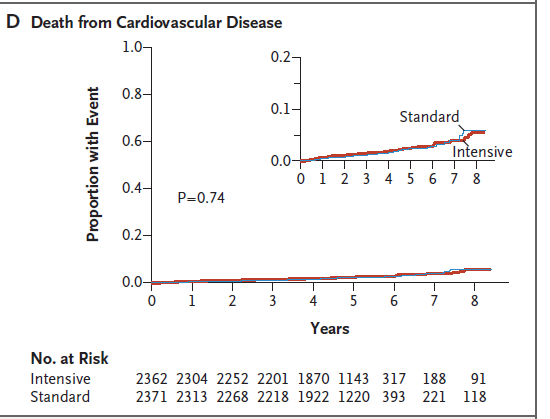 D Death from Cardiovascular Disease
1.0
0.8
0.6
0.4
0.2
0.0
Proportion with Event
P=0.74
0.2
0.1
0.0
Standard
Intensive
0 1 2 3 4 5 6 7 8
0 1 2 3 4 5 6 7 8
Years
No. at Risk
Intensive 2362 2304 2252 2201 1870 1143 317 188 91
Standard 2371 2313 2268 2218 1922 1220 393 221 118